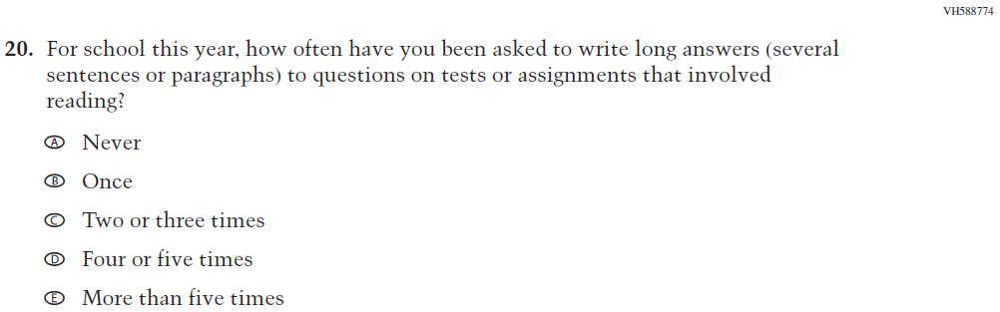 VH588774
20. For school this year, how often have you been asked to write long answers (several
sentences or paragraphs) to questions on tests or assignments that involved
reading?
A Never
B Once
C Two or three times
D Four or five times
E More than five times